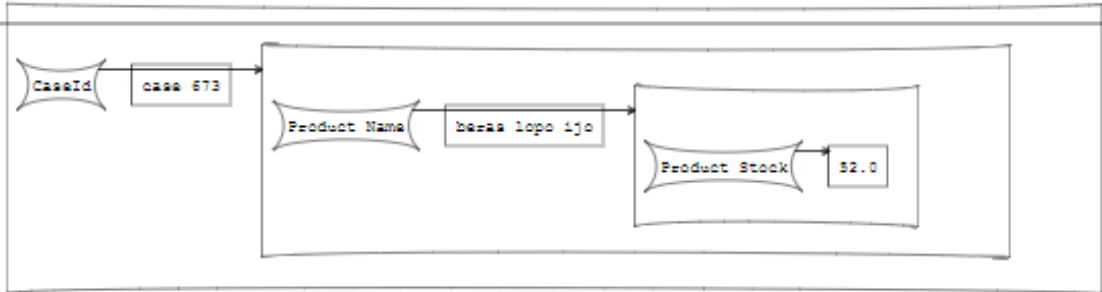 CaseId
case 673
Product Name
beras lopo ijo
Product Stock
52.0